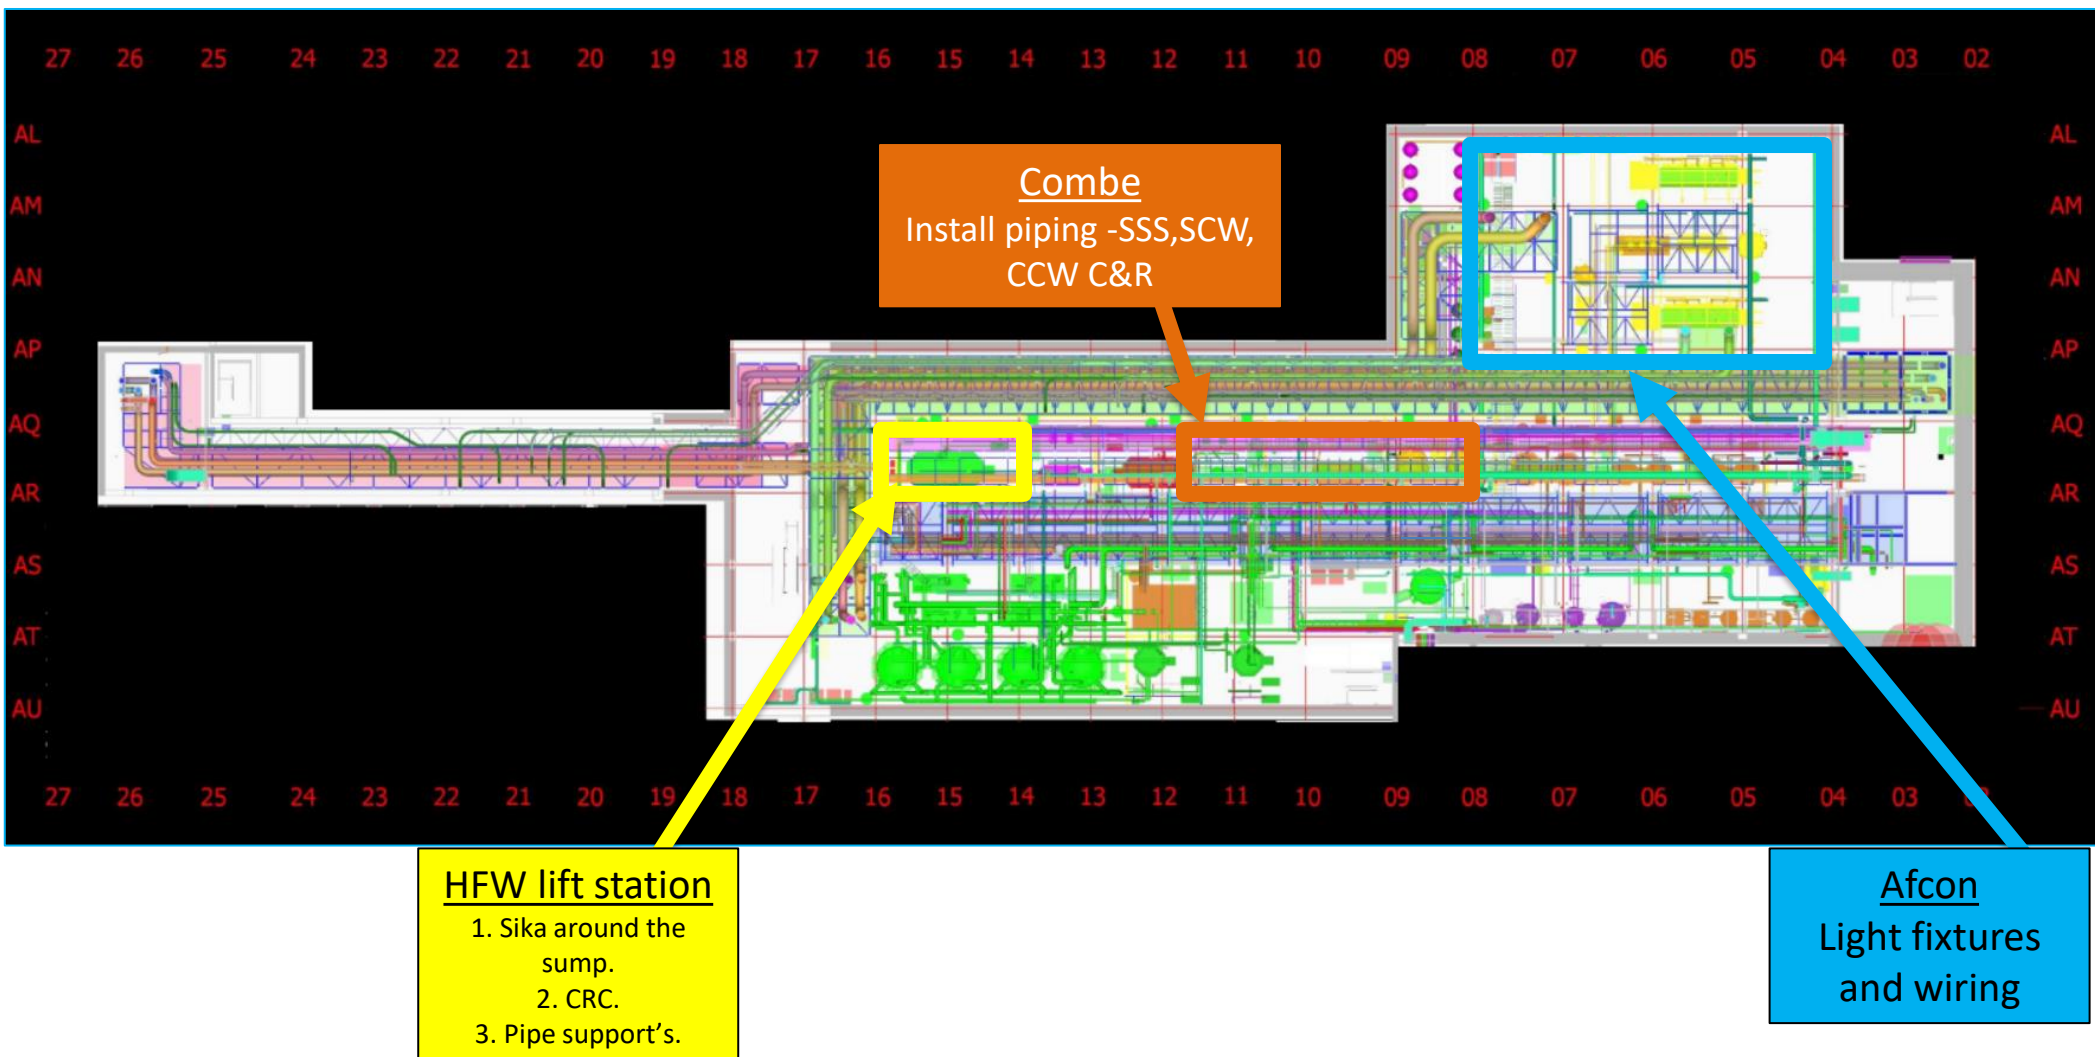 27 26 25 24 23 22 21 20 19 18 17 16 15 14 13 12 11 10 09 08 07 06 05 04 03 02
AL AL
Combe
AM AM
Install piping -SSS,SCW,
CCW C&R
AN AN
AP AP
AQ AQ
AR AR
AS AS
AT AT
AU AU
27 26 25 24 23 22 21 20 19 18 17 16 15 14 13 12 11 10 09 08 07 06 05 04 03
HFW lift station
1. Sika around the
sump.
2. CRC.
3. Pipe support's.
Afcon
Light fixtures
and wiring